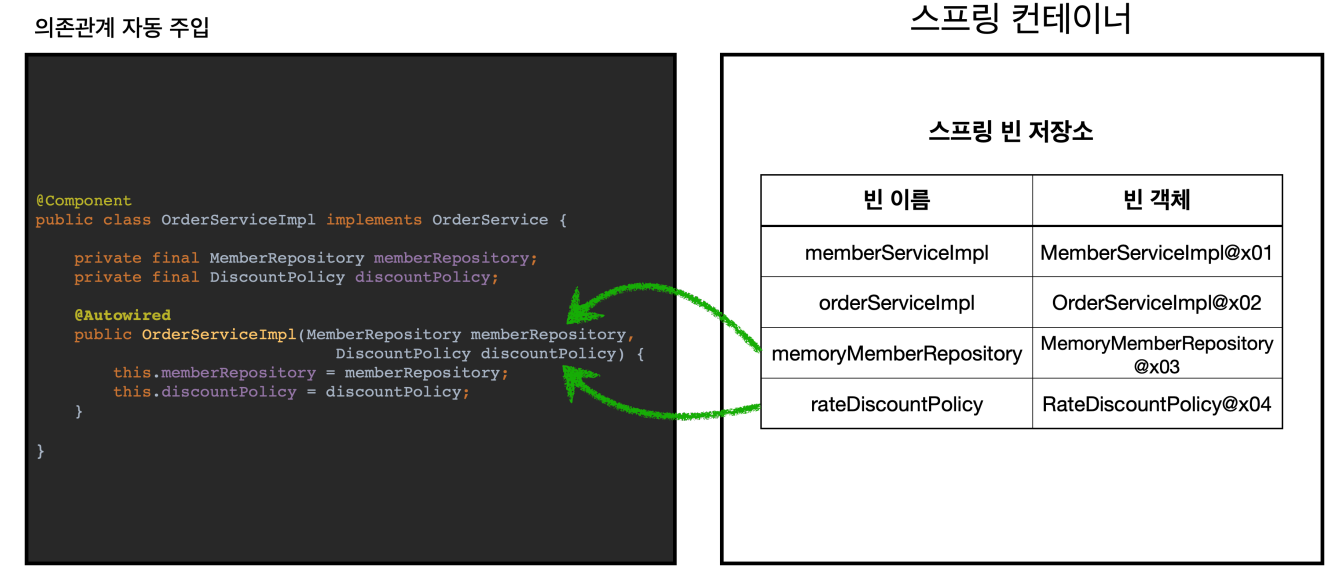 의존관계 자동 주입
@Component
public class OrderServiceImpl implements OrderService {
private final MemberRepository memberRepository;
private final DiscountPolicy discountPolicy;
@Autowired
public OrderServiceImpl(MemberRepository memberRepository,
DiscountPolicy discountPolicy) {
this.memberRepository = memberRepository;
this.discountPolicy = discountPolicy;
}
}
스프링 컨테이너
스프링 빈 저장소
빈 이름 빈 객체
memberServiceImpl MemberServiceImpl@x01
orderServiceImpl OrderServiceImpl@x02
memoryMemberRepository MemoryMemberRepository
@x03
rateDiscountPolicy RateDiscountPolicy@x04